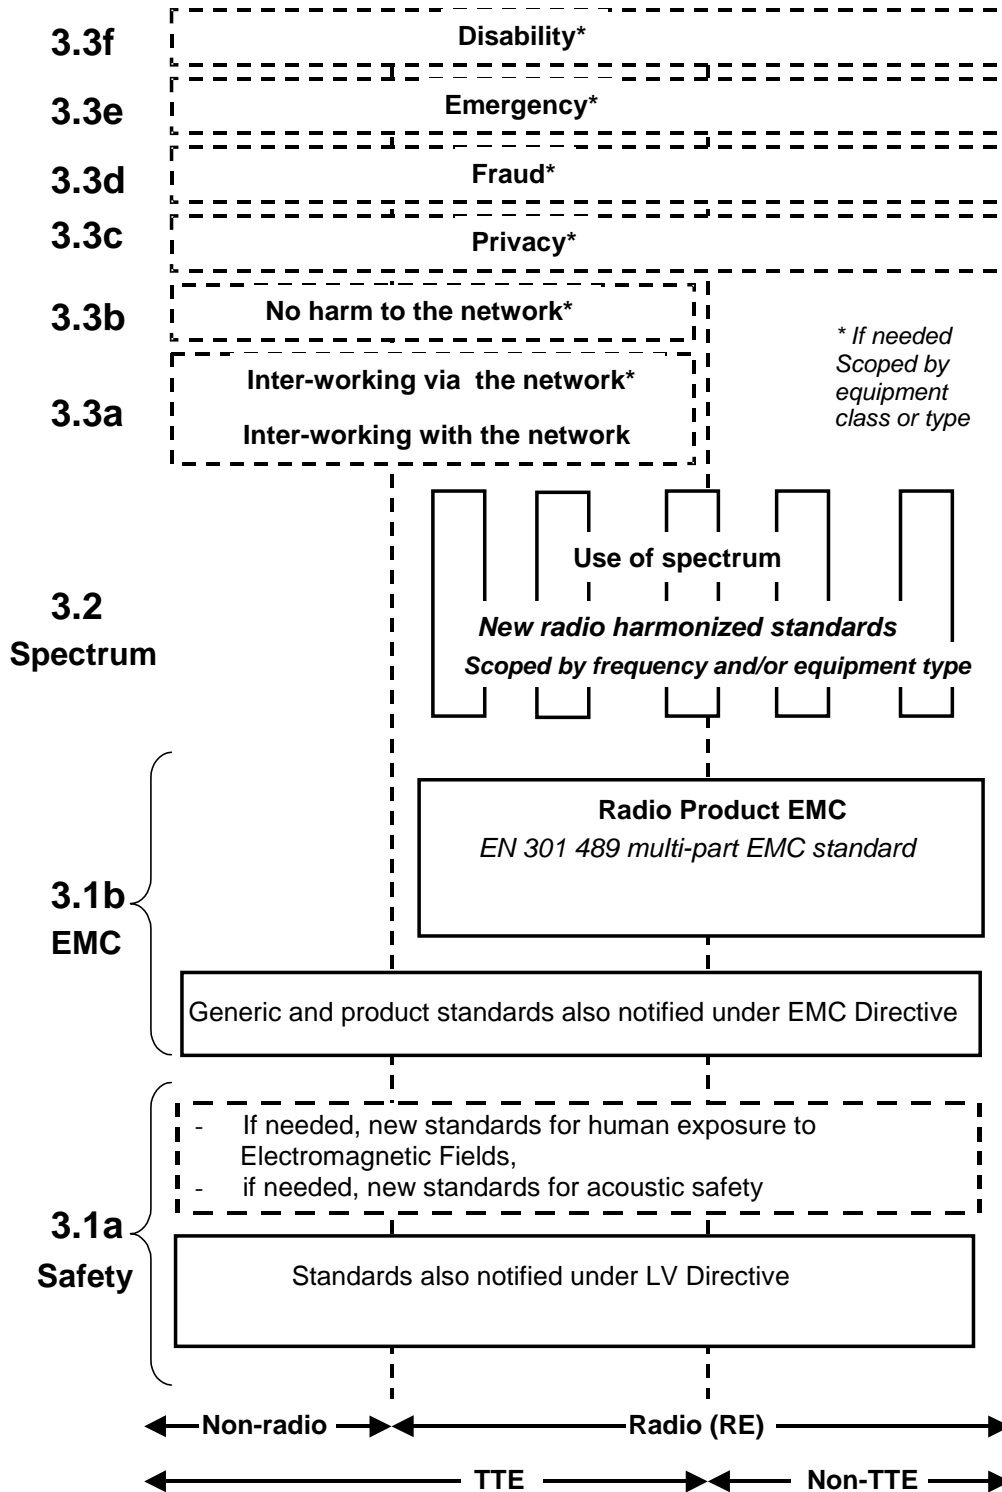 3.3f
Disability*
3.3e
Emergency*
3.3d
Fraud*
3.3c
Privacy*
3.3b
No harm to the network*
* If needed
Scoped by
equipment
class or type
3.3a
Inter-working via the network*
Inter-working with the network
3.2
Spectrum
Use of spectrum
New radio harmonized standards
Scoped by frequency and/or equipment type
3.1b
EMC
Radio Product EMC
EN 301 489 multi-part EMC standard
Generic and product standards also notified under EMC Directive
3.1a
Safety
- If needed, new standards for human exposure to
Electromagnetic Fields,
- if needed, new standards for acoustic safety
Standards also notified under LV Directive
Non-radio
Radio (RE)
TTE
Non-TTE